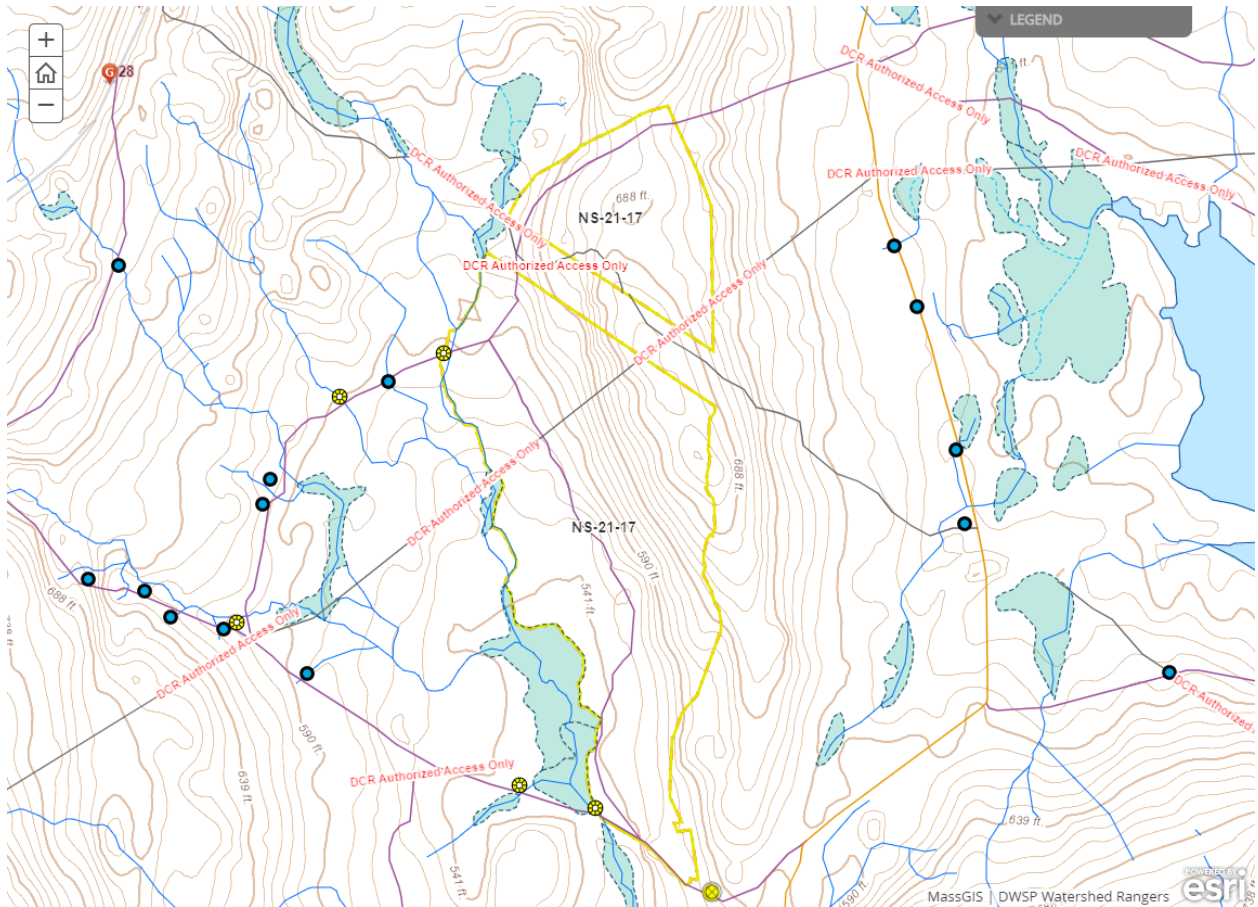 LEGEND
+
−
G 28
DCR Authorized Access Only
DCR Authorized Access Only
DCR Authorized Access Only
DCR Authorized Access Only
688 ft.
NS-21-17
DCR Authorized Access Only
DCR Authorized Access Only
688 ft.
DCR Authorized Access Only
NS-21-17
590 ft.
541 ft.
688 ft.
DCR Authorized Access Only
DCR Authorized
590 ft.
DCR Authorized Access Only
639 ft.
639 ft.
541 ft.
590 ft.
MassGIS | DWSP Watershed Rangers
POWERED BY
esri